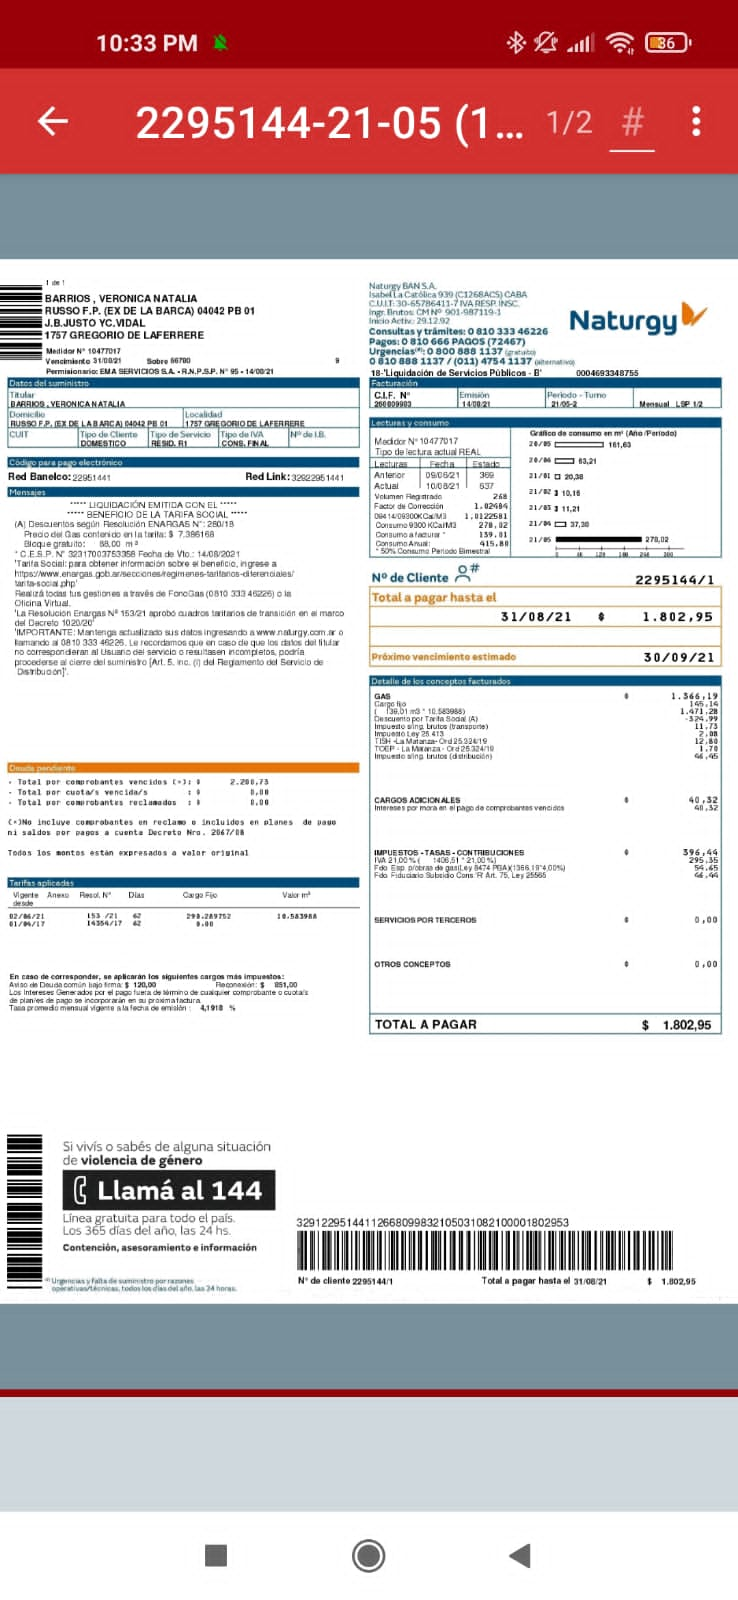 10:33 PM
36
2295144-21-05 (1... 1/2 #
1 de 1
BARRIOS , VERONICA NATALIA
RUSSO F.P. (EX DE LA BARCA) 04042 PB 01
J.B.JUSTO YC.VIDAL
1757 GREGORIO DE LAFERRERE
Medidor Nº 10477017
Vencimiento 31/08/21 Sobre 66780 9
Permisionario: EMA SERVICIOS S.A. - R.N.P.S.P. Nº 95 - 14/08/21
Datos del suministro
Titular
BARRIOS , VERONICA NATALIA
Domicilio Localidad
RUSSO F.P. (EX DE LA BARCA) 04042 PB 01 1757 GREGORIO DE LAFERRERE
CUIT Tipo de Cliente Tipo de Servicio Tipo de IVA Nº de I.B.
DOMESTICO RESID. R1 CONS. FINAL
Código para pago electrónico
Red Banelco: 22951441 Red Link: 32922951441
Mensajes
***** LIQUIDACIÓN EMITIDA CON EL *****
***** BENEFICIO DE LA TARIFA SOCIAL *****
(A) Descuentos según Resolución ENARGAS N°: 280/18
Precio del Gas contenido en la tarifa: $ 7,386168
Bloque gratuito: 88,00 m³
* C.E.S.P. N° 32317003753358 Fecha de Vto.: 14/08/2021
'Tarifa Social: para obtener información sobre el beneficio, ingrese a
https://www.enargas.gob.ar/secciones/regimenes-tarifarios-diferenciales/
tarifa-social.php'
Realizá todas tus gestiones a través de FonoGas (0810 333 46226) o la
Oficina Virtual.
'La Resolución Enargas N° 153/21 aprobó cuadros tarifarios de transición en el marco
del Decreto 1020/20'
'IMPORTANTE: Mantenga actualizado sus datos ingresando a www.naturgy.com.ar o
llamando al 0810 333 46226. Le recordamos que en caso de que los datos del titular
no correspondieran al Usuario del servicio o resultasen incompletos, podría
procederse al cierre del suministro [Art. 5, inc. (i) del Reglamento del Servicio de
Distribución]'.
Deuda pendiente
- Total por comprobantes vencidos (*): $ 2.208,73
- Total por cuota/s vencida/s : $ 0,00
- Total por comprobantes reclamados : $ 0,00
(*)No incluye comprobantes en reclamo e incluidos en planes de pago
ni saldos por pagos a cuenta Decreto Nro. 2067/08
Todos los montos están expresados a valor original
Tarifas aplicadas
Vigente Anexo Resol. N° Días Cargo Fijo Valor m³
desde
02/06/21 153 /21 62 290.289752 10.583988
01/04/17 14354/17 62 0.00
En caso de corresponder, se aplicarán los siguientes cargos más impuestos:
Aviso de Deuda común bajo firma: $ 120,00 Reconexión: $ 851,00
Los Intereses Generados por el pago fuera de término de cualquier comprobante o cuota/s
de plan/es de pago se incorporarán en su próxima factura
Tasa promedio mensual vigente a la fecha de emisión : 4,1918 %
Naturgy BAN S.A.
Isabel La Católica 939 (C1268ACS) CABA
C.U.I.T: 30-65786411-7 IVA RESP. INSC.
Ingr. Brutos: CM Nº 901-987119-1
Inicio Activ.: 29.12.92
Consultas y trámites: 0 810 333 46226
Pagos: 0 810 666 PAGOS (72467)
Urgencias(*): 0 800 888 1137 (gratuito)
0 810 888 1137 / (011) 4754 1137 (alternativo)
Naturgy
18-'Liquidación de Servicios Públicos - B' 0004693348755
Facturación
C.I.F. N° Emisión Periodo - Turno
14/08/21 21/05-2 Mensual LSP 1/2
Lecturas y consumo
Medidor N° 10477017
Tipo de lectura actual REAL
Lecturas Fecha Estado
Anterior 09/06/21 369
Actual 10/08/21 637
Volumen Registrado 268
Factor de Corrección 1.02484
1.0122581
Consumo 9300 KCal/M3 278,02
Consumo a facturar * 139.01
Consumo Anual: 415.80
* 50% Consumo Período Bimestral
Gráfico de consumo en m³ (Año /Período)
20/05 161,63
20/06 63,21
21/01 20,38
21/02 10,16
21/03 11,21
21/04 37,38
21/05 278,02
Nº de Cliente # 2295144/1
Total a pagar hasta el
31/08/21 $ 1.802,95
Próximo vencimiento estimado 30/09/21
Detalle de los conceptos facturados
GAS $ 1.366,19
Cargo fijo 145,14
( 139,01 m3 * 10,583988) 1.471.28
Descuento por Tarifa Social (A) -324.99
Impuesto s/ing. brutos (transporte) 11.73
Impuesto Ley 25.413 2,08
TISH -La Matanza- Ord 25.324/19 12,80
TOEP - La Matanza - Ord 25.324/19 1,70
Impuesto s/ing. brutos (distribución) 46,45
CARGOS ADICIONALES $ 40,32
Intereses por mora en el pago de comprobantes vencidos 40,32
IMPUESTOS - TASAS - CONTRIBUCIONES $ 396,44
IVA 21,00 % ( 1406,51 * 21,00%) 295.35
Fdo. Esp. p/obras de gas(Ley 8474 PBA)(1366.19*4,00%) 54.65
Fdo. Fiduciario Subsidio Cons 'R' Art. 75, Ley 25565 46.44
SERVICIOS POR TERCEROS $ 0,00
OTROS CONCEPTOS $ 0,00
TOTAL A PAGAR $ 1.802,95
Si vivís o sabés de alguna situación
de violencia de género
Llamá al 144
Línea gratuita para todo el país.
Los 365 días del año, las 24 hs.
Contención, asesoramiento e información
(*) Urgencias y falta de suministro por razones
operativas/técnicas, todos los días del año, las 24 horas.
32912295144112668099832105031082100001802953
N° de cliente 2295144/1 Total a pagar hasta el 31/08/21 $ 1.802,95